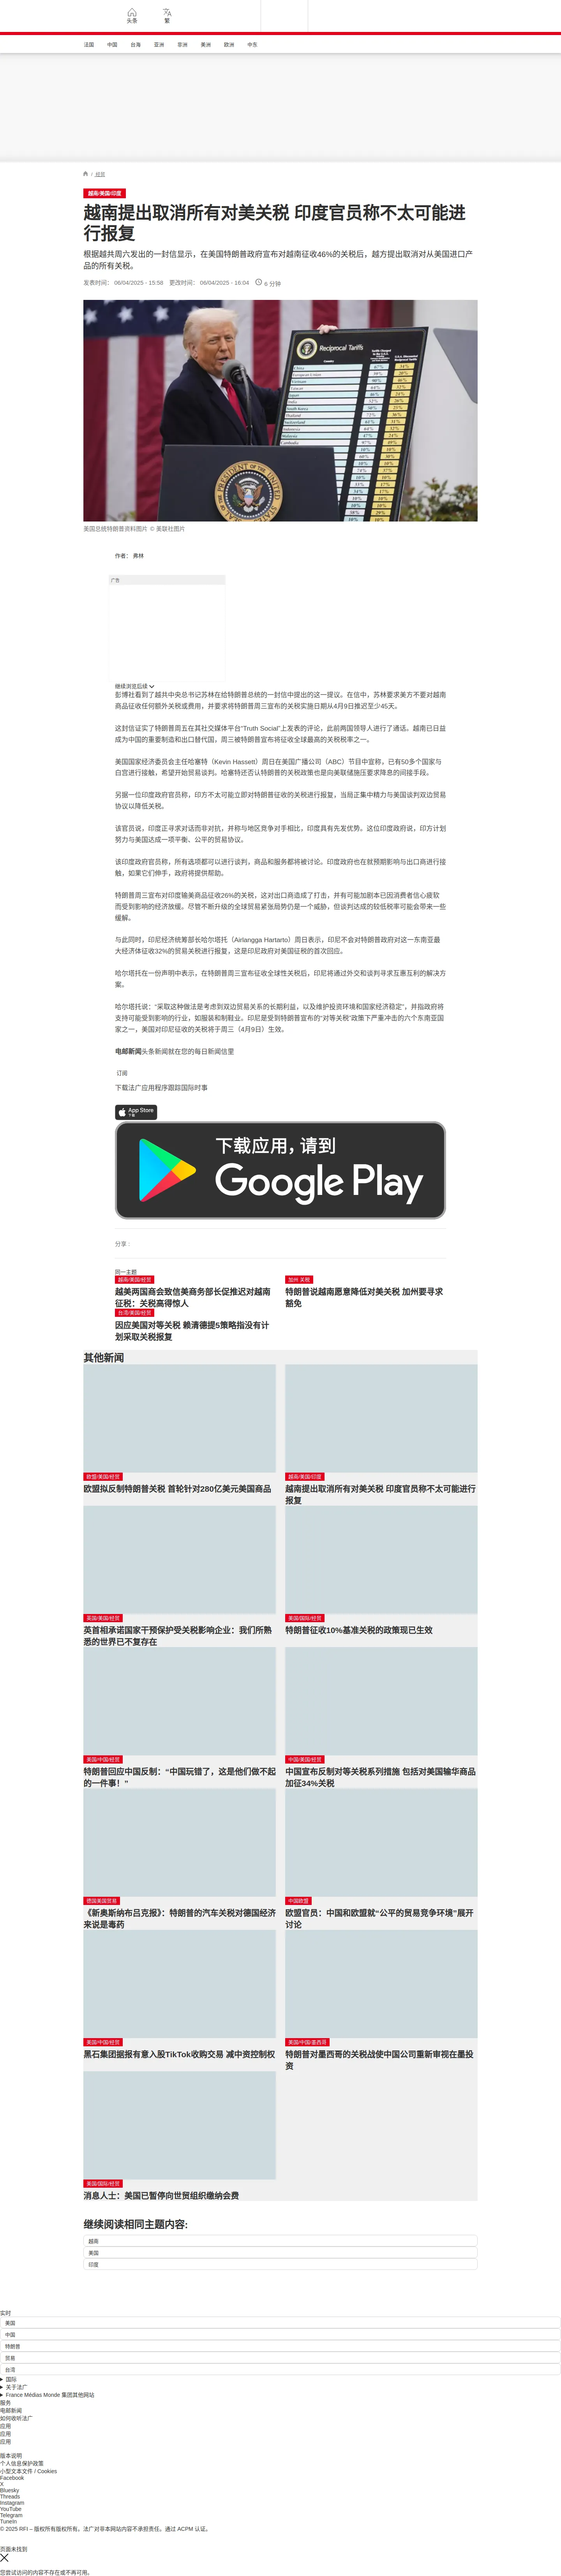 头条
繁
法国 中国 台海 亚洲 非洲 美洲 欧洲 中东
/ 经贸
越南/美国/印度
越南提出取消所有对美关税 印度官员称不太可能进
行报复
根据越共周六发出的一封信显示，在美国特朗普政府宣布对越南征收46%的关税后，越方提出取消对从美国进口产
品的所有关税。
发表时间： 06/04/2025 - 15:58 更改时间： 06/04/2025 - 16:04 6 分钟
Reciprocal Tariffs
China 67% 34%
European Union
Vietnam
Taiwan
Japan
India
South Korea
Thailand
Switzerland
Indonesia
Malaysia
Cambodia
美国总统特朗普资料图片 © 美联社图片
作者： 弗林
广告
继续浏览后续
彭博社看到了越共中央总书记苏林在给特朗普总统的一封信中提出的这一提议。在信中，苏林要求美方不要对越南
商品征收任何额外关税或费用，并要求将特朗普周三宣布的关税实施日期从4月9日推迟至少45天。
这封信证实了特朗普周五在其社交媒体平台“Truth Social”上发表的评论，此前两国领导人进行了通话。越南已日益
成为中国的重要制造和出口替代国，周三被特朗普宣布将征收全球最高的关税税率之一。
美国国家经济委员会主任哈塞特（Kevin Hassett）周日在美国广播公司（ABC）节目中宣称，已有50多个国家与
白宫进行接触，希望开始贸易谈判。哈塞特还否认特朗普的关税政策也是向美联储施压要求降息的间接手段。
另据一位印度政府官员称，印方不太可能立即对特朗普征收的关税进行报复，当局正集中精力与美国谈判双边贸易
协议以降低关税。
该官员说，印度正寻求对话而非对抗，并称与地区竞争对手相比，印度具有先发优势。这位印度政府说，印方计划
努力与美国达成一项平衡、公平的贸易协议。
该印度政府官员称，所有选项都可以进行谈判，商品和服务都将被讨论。印度政府也在就预期影响与出口商进行接
触，如果它们伸手，政府将提供帮助。
特朗普周三宣布对印度输美商品征收26%的关税，这对出口商造成了打击，并有可能加剧本已因消费者信心疲软
而受到影响的经济放缓。尽管不断升级的全球贸易紧张局势仍是一个威胁，但谈判达成的较低税率可能会带来一些
缓解。
与此同时，印尼经济统筹部长哈尔塔托（Airlangga Hartarto）周日表示，印尼不会对特朗普政府对这一东南亚最
大经济体征收32%的贸易关税进行报复，这是印尼政府对美国征税的首次回应。
哈尔塔托在一份声明中表示，在特朗普周三宣布征收全球性关税后，印尼将通过外交和谈判寻求互惠互利的解决方
案。
哈尔塔托说：“采取这种做法是考虑到双边贸易关系的长期利益，以及维护投资环境和国家经济稳定”，并指政府将
支持可能受到影响的行业，如服装和制鞋业。印尼是受到特朗普宣布的“对等关税”政策下严重冲击的六个东南亚国
家之一，美国对印尼征收的关税将于周三（4月9日）生效。
电邮新闻头条新闻就在您的每日新闻信里
订阅
下载法广应用程序跟踪国际时事
App Store
下载
下载应用，请到
Google Play
分享 :
同一主题
越南/美国/经贸
越美两国商会致信美商务部长促推迟对越南
征税：关税高得惊人
加州 关税
特朗普说越南愿意降低对美关税 加州要寻求
豁免
台湾/美国/经贸
因应美国对等关税 赖清德提5策略指没有计
划采取关税报复
其他新闻
欧盟/美国/经贸
欧盟拟反制特朗普关税 首轮针对280亿美元美国商品
越南/美国/印度
越南提出取消所有对美关税 印度官员称不太可能进行
报复
英国/美国/经贸
英首相承诺国家干预保护受关税影响企业：我们所熟
悉的世界已不复存在
美国/国际/经贸
特朗普征收10%基准关税的政策现已生效
美国/中国/经贸
特朗普回应中国反制：“中国玩错了，这是他们做不起
的一件事！”
中国/美国/经贸
中国宣布反制对等关税系列措施 包括对美国输华商品
加征34%关税
德国美国贸易
《新奥斯纳布吕克报》：特朗普的汽车关税对德国经济
来说是毒药
中国欧盟
欧盟官员：中国和欧盟就“公平的贸易竞争环境”展开
讨论
美国/中国/经贸
黑石集团据报有意入股TikTok收购交易 减中资控制权
美国/中国/墨西哥
特朗普对墨西哥的关税战使中国公司重新审视在墨投
资
美国/国际/经贸
消息人士：美国已暂停向世贸组织缴纳会费
继续阅读相同主题内容:
越南
美国
印度
实时
美国
中国
特朗普
贸易
台湾
国际
关于法广
France Médias Monde 集团其他网站
服务
电邮新闻
如何收听法广
应用
应用
应用
版本说明
个人信息保护政策
小型文本文件 / Cookies
Facebook
X
Bluesky
Threads
Instagram
YouTube
Telegram
TuneIn
© 2025 RFI – 版权所有版权所有。法广对非本网站内容不承担责任。通过 ACPM 认证。
页面未找到
您尝试访问的内容不存在或不再可用。